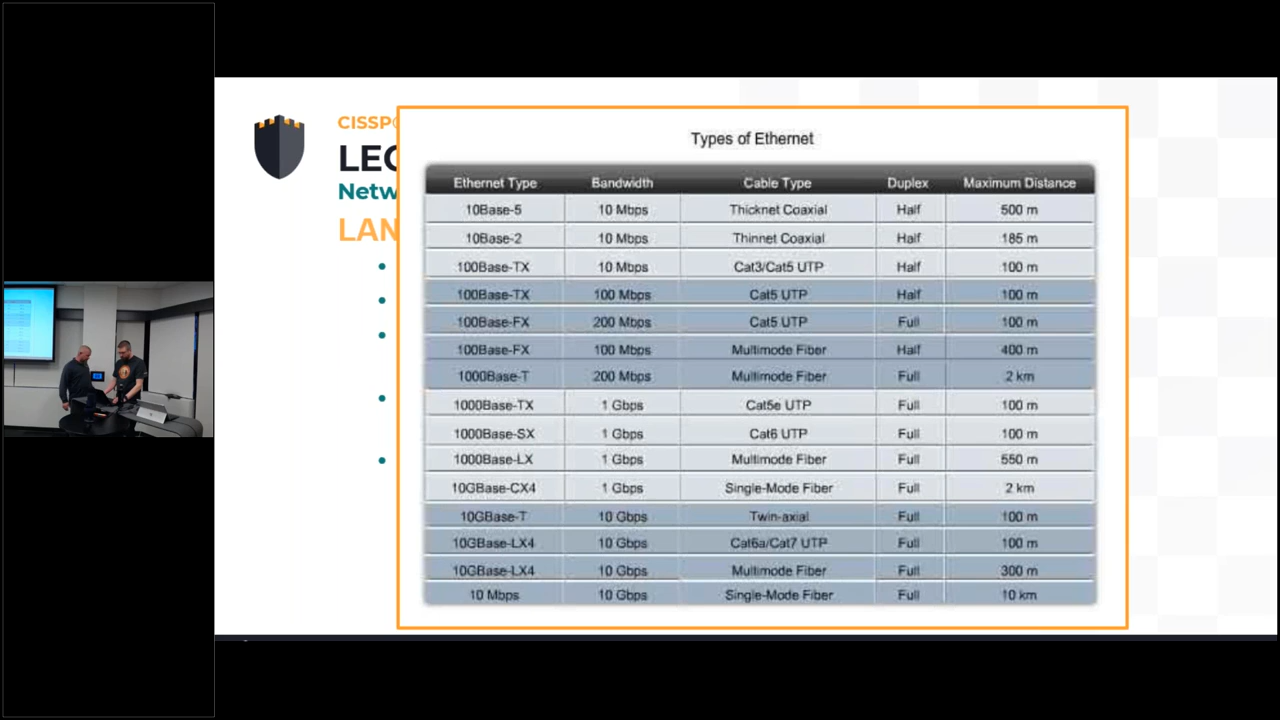 CISSP
LEC
Netw
LAN
Types of Ethernet
Ethernet Type Bandwidth Cable Type Duplex Maximum Distance
10Base-5 10 Mbps Thicknet Coaxial Half 500 m
10Base-2 10 Mbps Thinnet Coaxial Half 185 m
100Base-TX 10 Mbps Cat3/Cat5 UTP Half 100 m
100Base-TX 100 Mbps Cat5 UTP Half 100 m
100Base-FX 200 Mbps Cat5 UTP Full 100 m
100Base-FX 100 Mbps Multimode Fiber Half 400 m
1000Base-T 200 Mbps Multimode Fiber Full 2 km
1000Base-TX 1 Gbps Cat5e UTP Full 100 m
1000Base-SX 1 Gbps Cat6 UTP Full 100 m
1000Base-LX 1 Gbps Multimode Fiber Full 550 m
10GBase-CX4 1 Gbps Single-Mode Fiber Full 2 km
10GBase-T 10 Gbps Twin-axial Full 100 m
10GBase-LX4 10 Gbps Cat6a/Cat7 UTP Full 100 m
10GBase-LX4 10 Gbps Multimode Fiber Full 300 m
10 Mbps 10 Gbps Single-Mode Fiber Full 10 km